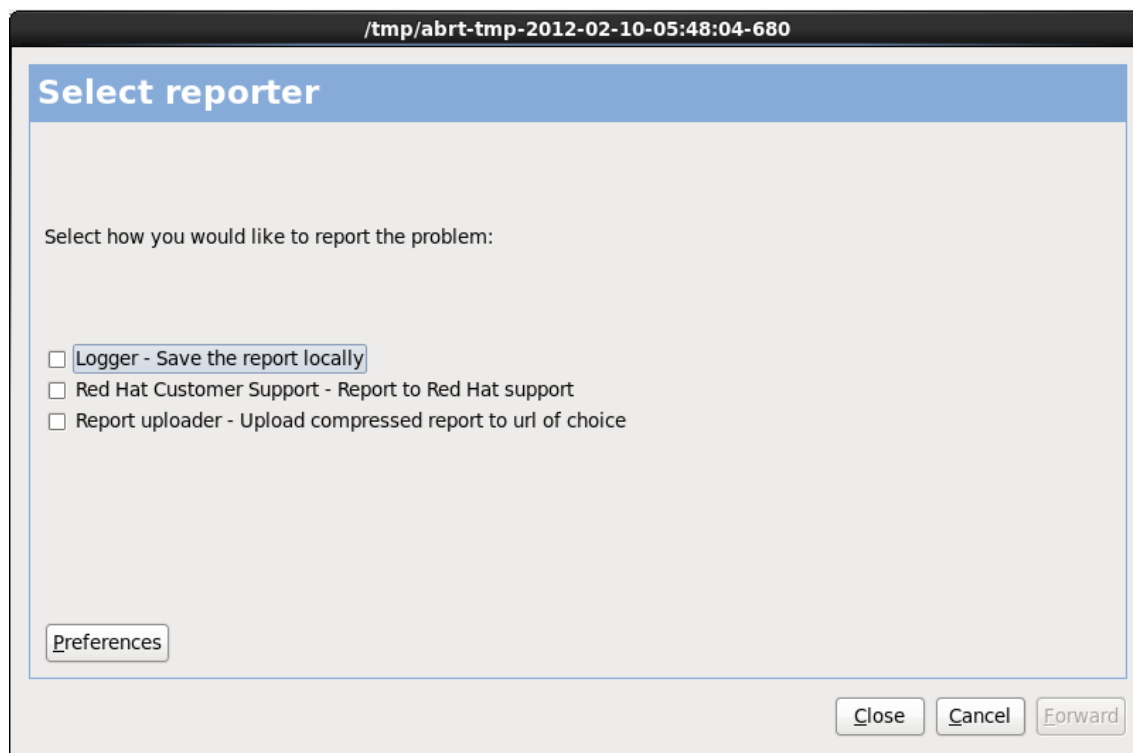 /tmp/abrt-tmp-2012-02-10-05:48:04-680
Select reporter
Select how you would like to report the problem:
Logger - Save the report locally
Red Hat Customer Support - Report to Red Hat support
Report uploader - Upload compressed report to url of choice
Preferences
Close Cancel Forward